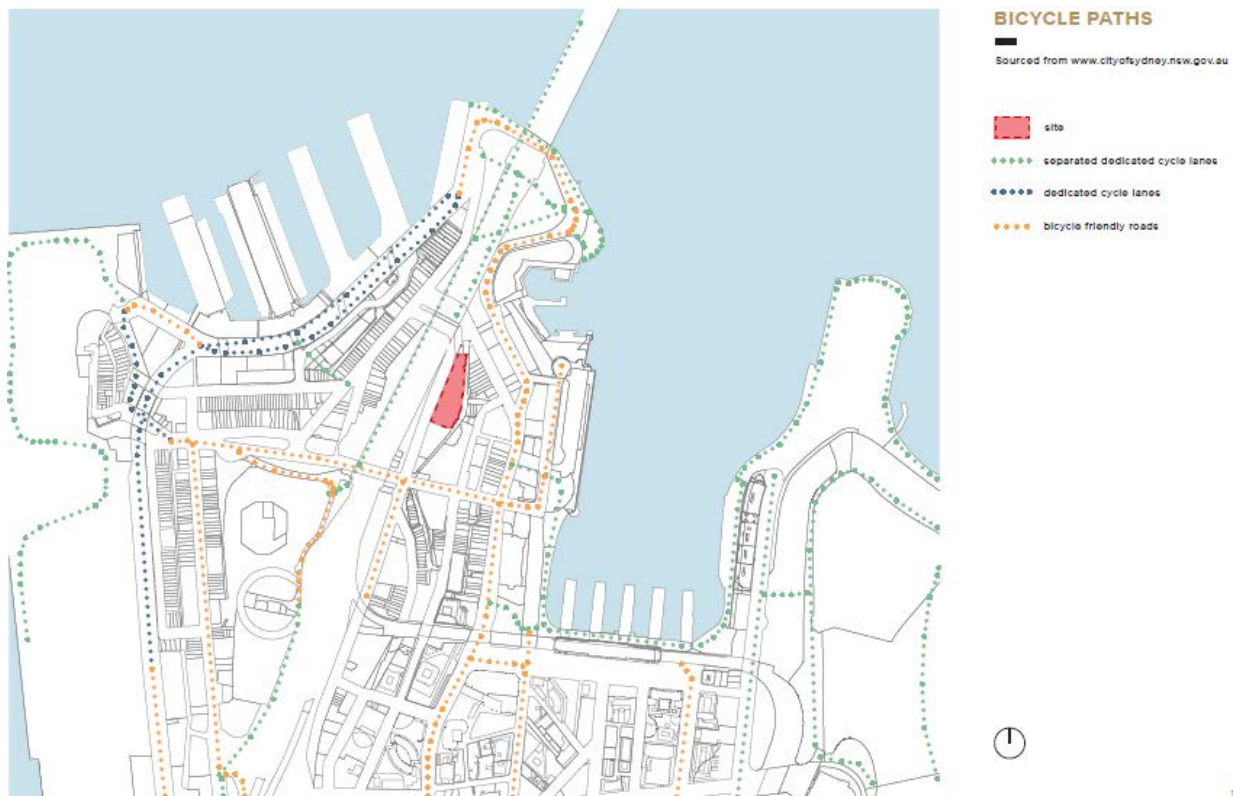 BICYCLE PATHS
Sourced from www.cityofsydney.nsw.gov.au
site
separated dedicated cycle lanes
dedicated cycle lanes
bicycle friendly roads